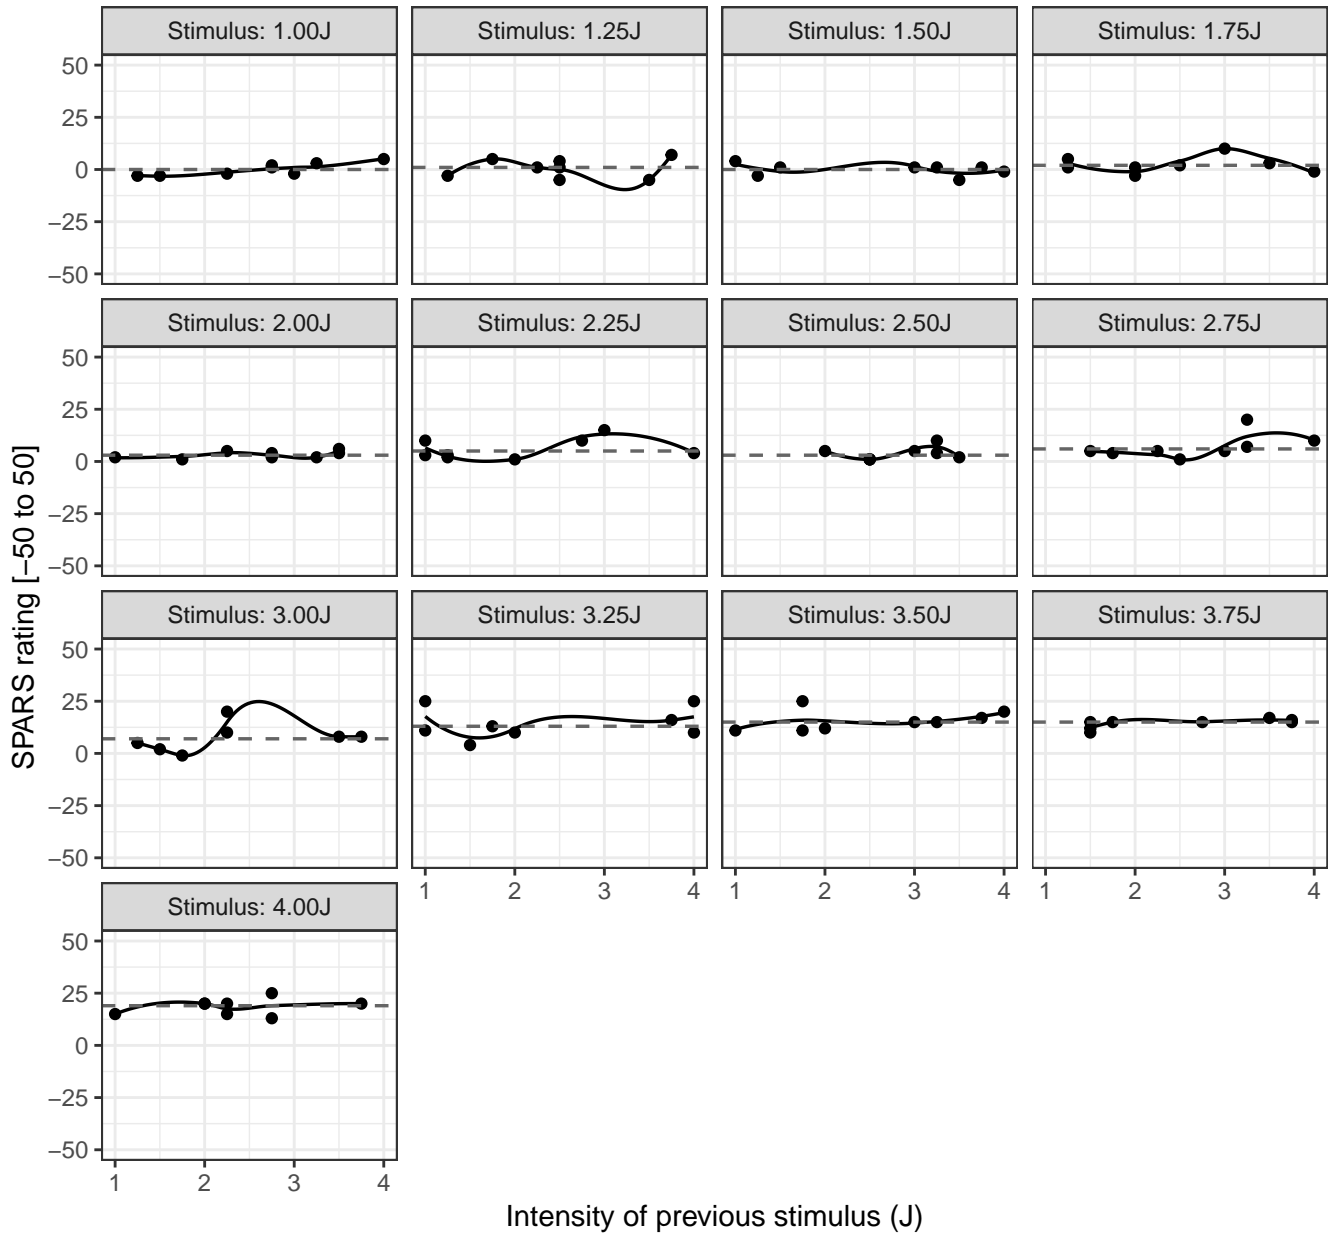 Stimulus: 1.00J Stimulus: 1.25J Stimulus: 1.50J Stimulus: 1.75J
50
25
0
−25
−50
Stimulus: 2.00J Stimulus: 2.25J Stimulus: 2.50J Stimulus: 2.75J
50
25
0
−25
−50
SPARS rating [−50 to 50]
Stimulus: 3.00J Stimulus: 3.25J Stimulus: 3.50J Stimulus: 3.75J
50
25
0
−25
−50
1 2 3 4 1 2 3 4 1 2 3 4
Stimulus: 4.00J
50
25
0
−25
−50
1 2 3 4
Intensity of previous stimulus (J)